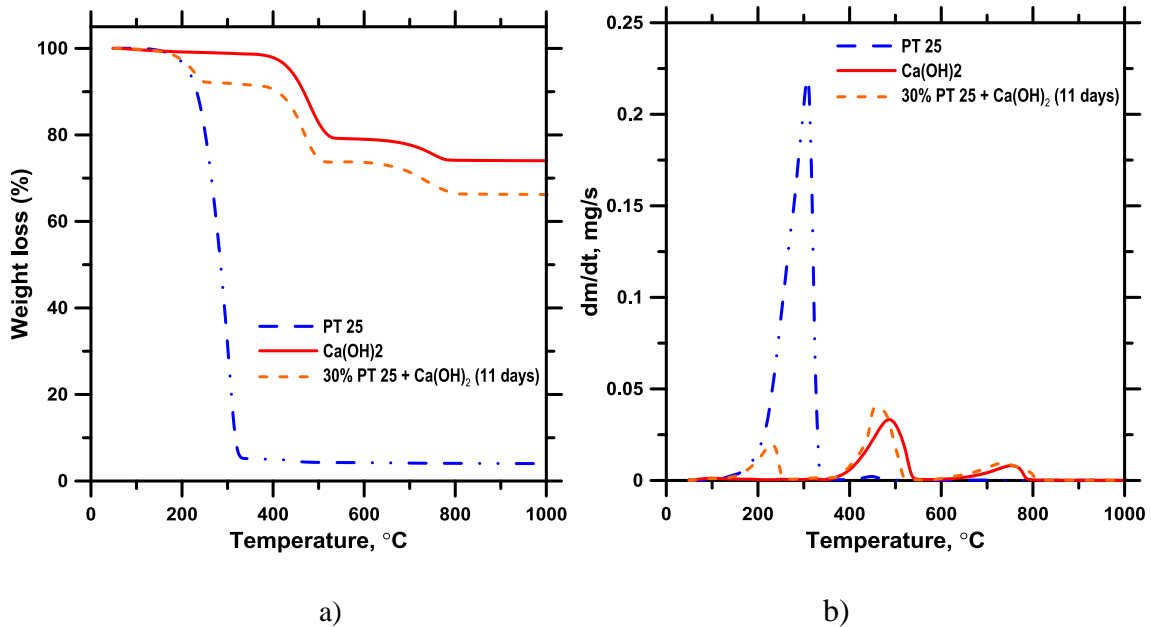 100
80
60
40
20
0
Weight loss (%)
PT 25
Ca(OH)2
30% PT 25 + Ca(OH)₂ (11 days)
0 200 400 600 800 1000
Temperature, °C
a)
0.25
0.2
0.15
0.1
0.05
0
dm/dt, mg/s
PT 25
Ca(OH)2
30% PT 25 + Ca(OH)₂ (11 days)
0 200 400 600 800 1000
Temperature, °C
b)